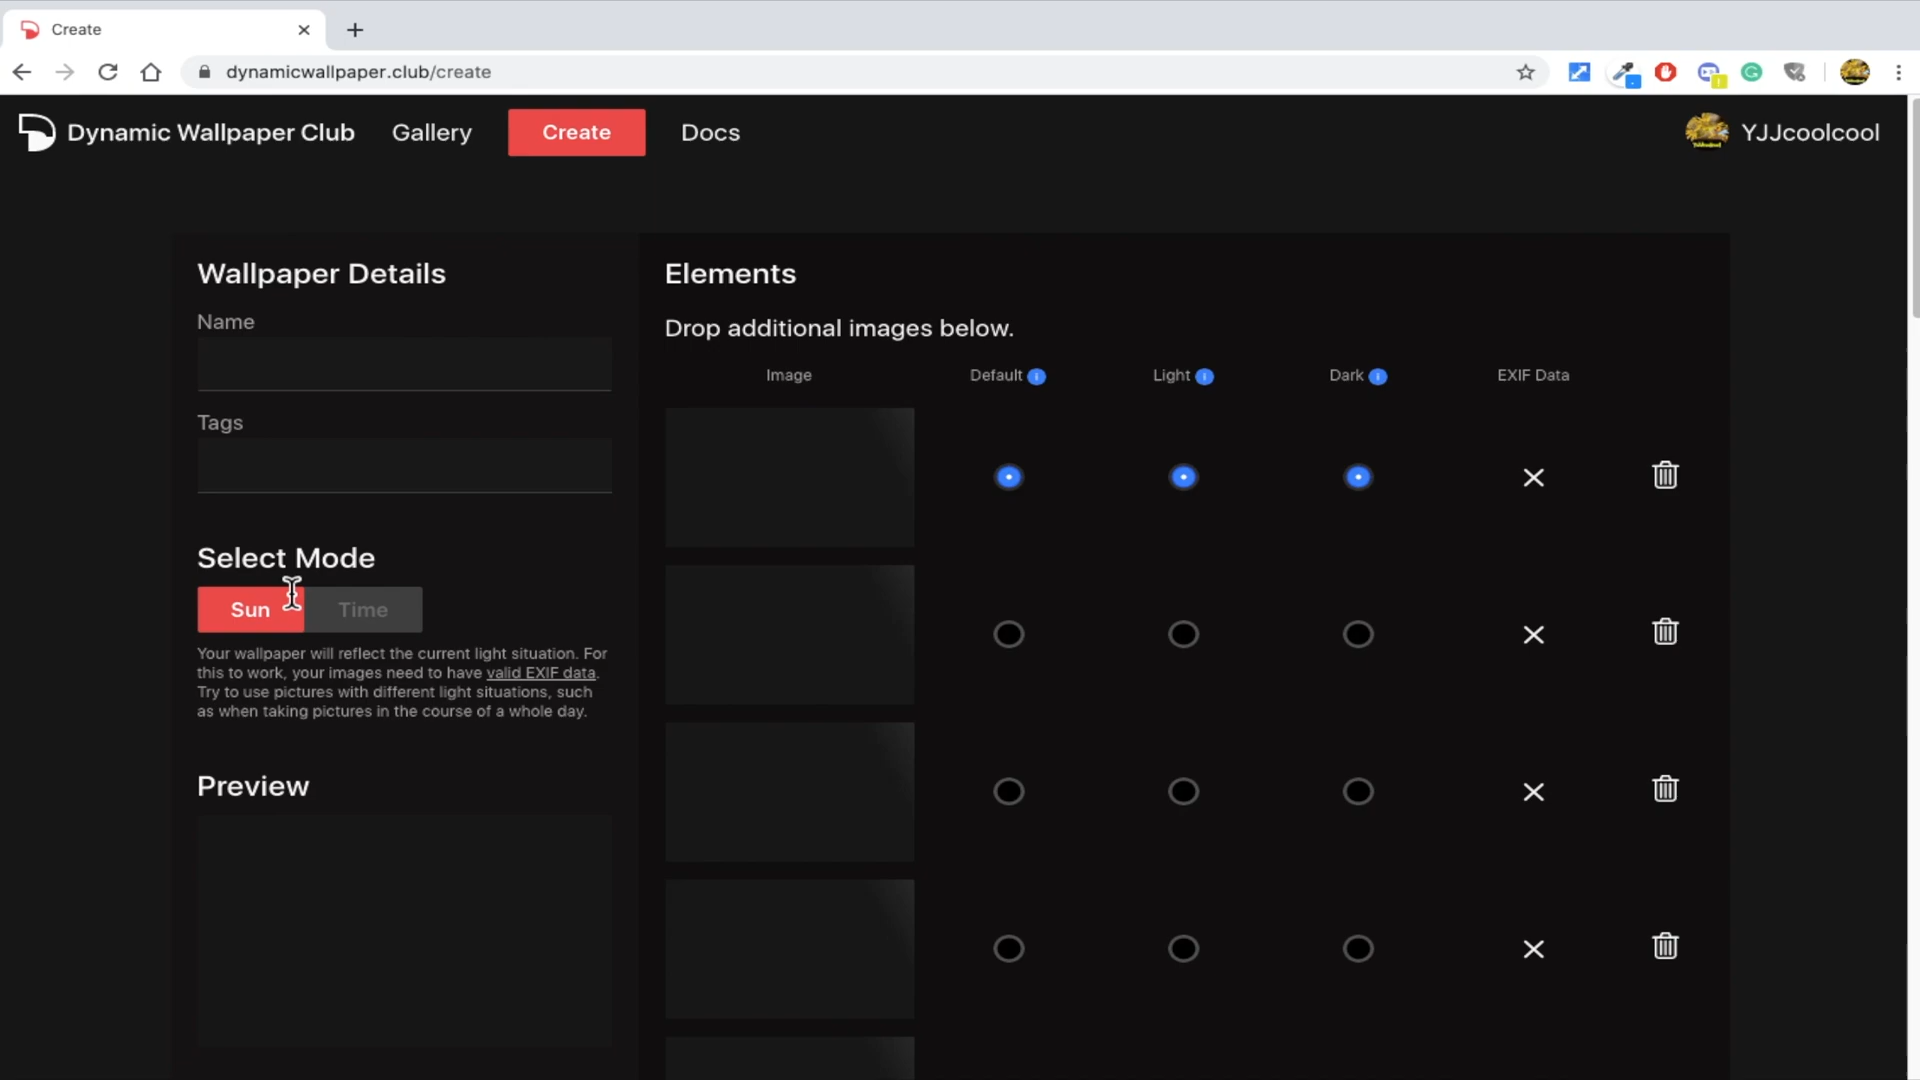 Create
dynamicwallpaper.club/create
Dynamic Wallpaper Club
Gallery
Create
Docs
YJJcoolcool
Wallpaper Details
Name
Tags
Select Mode
Sun
Time
Your wallpaper will reflect the current light situation. For
this to work, your images need to have valid EXIF data.
Try to use pictures with different light situations, such
as when taking pictures in the course of a whole day.
Preview
Elements
Drop additional images below.
Image
Default
Light
Dark
EXIF Data